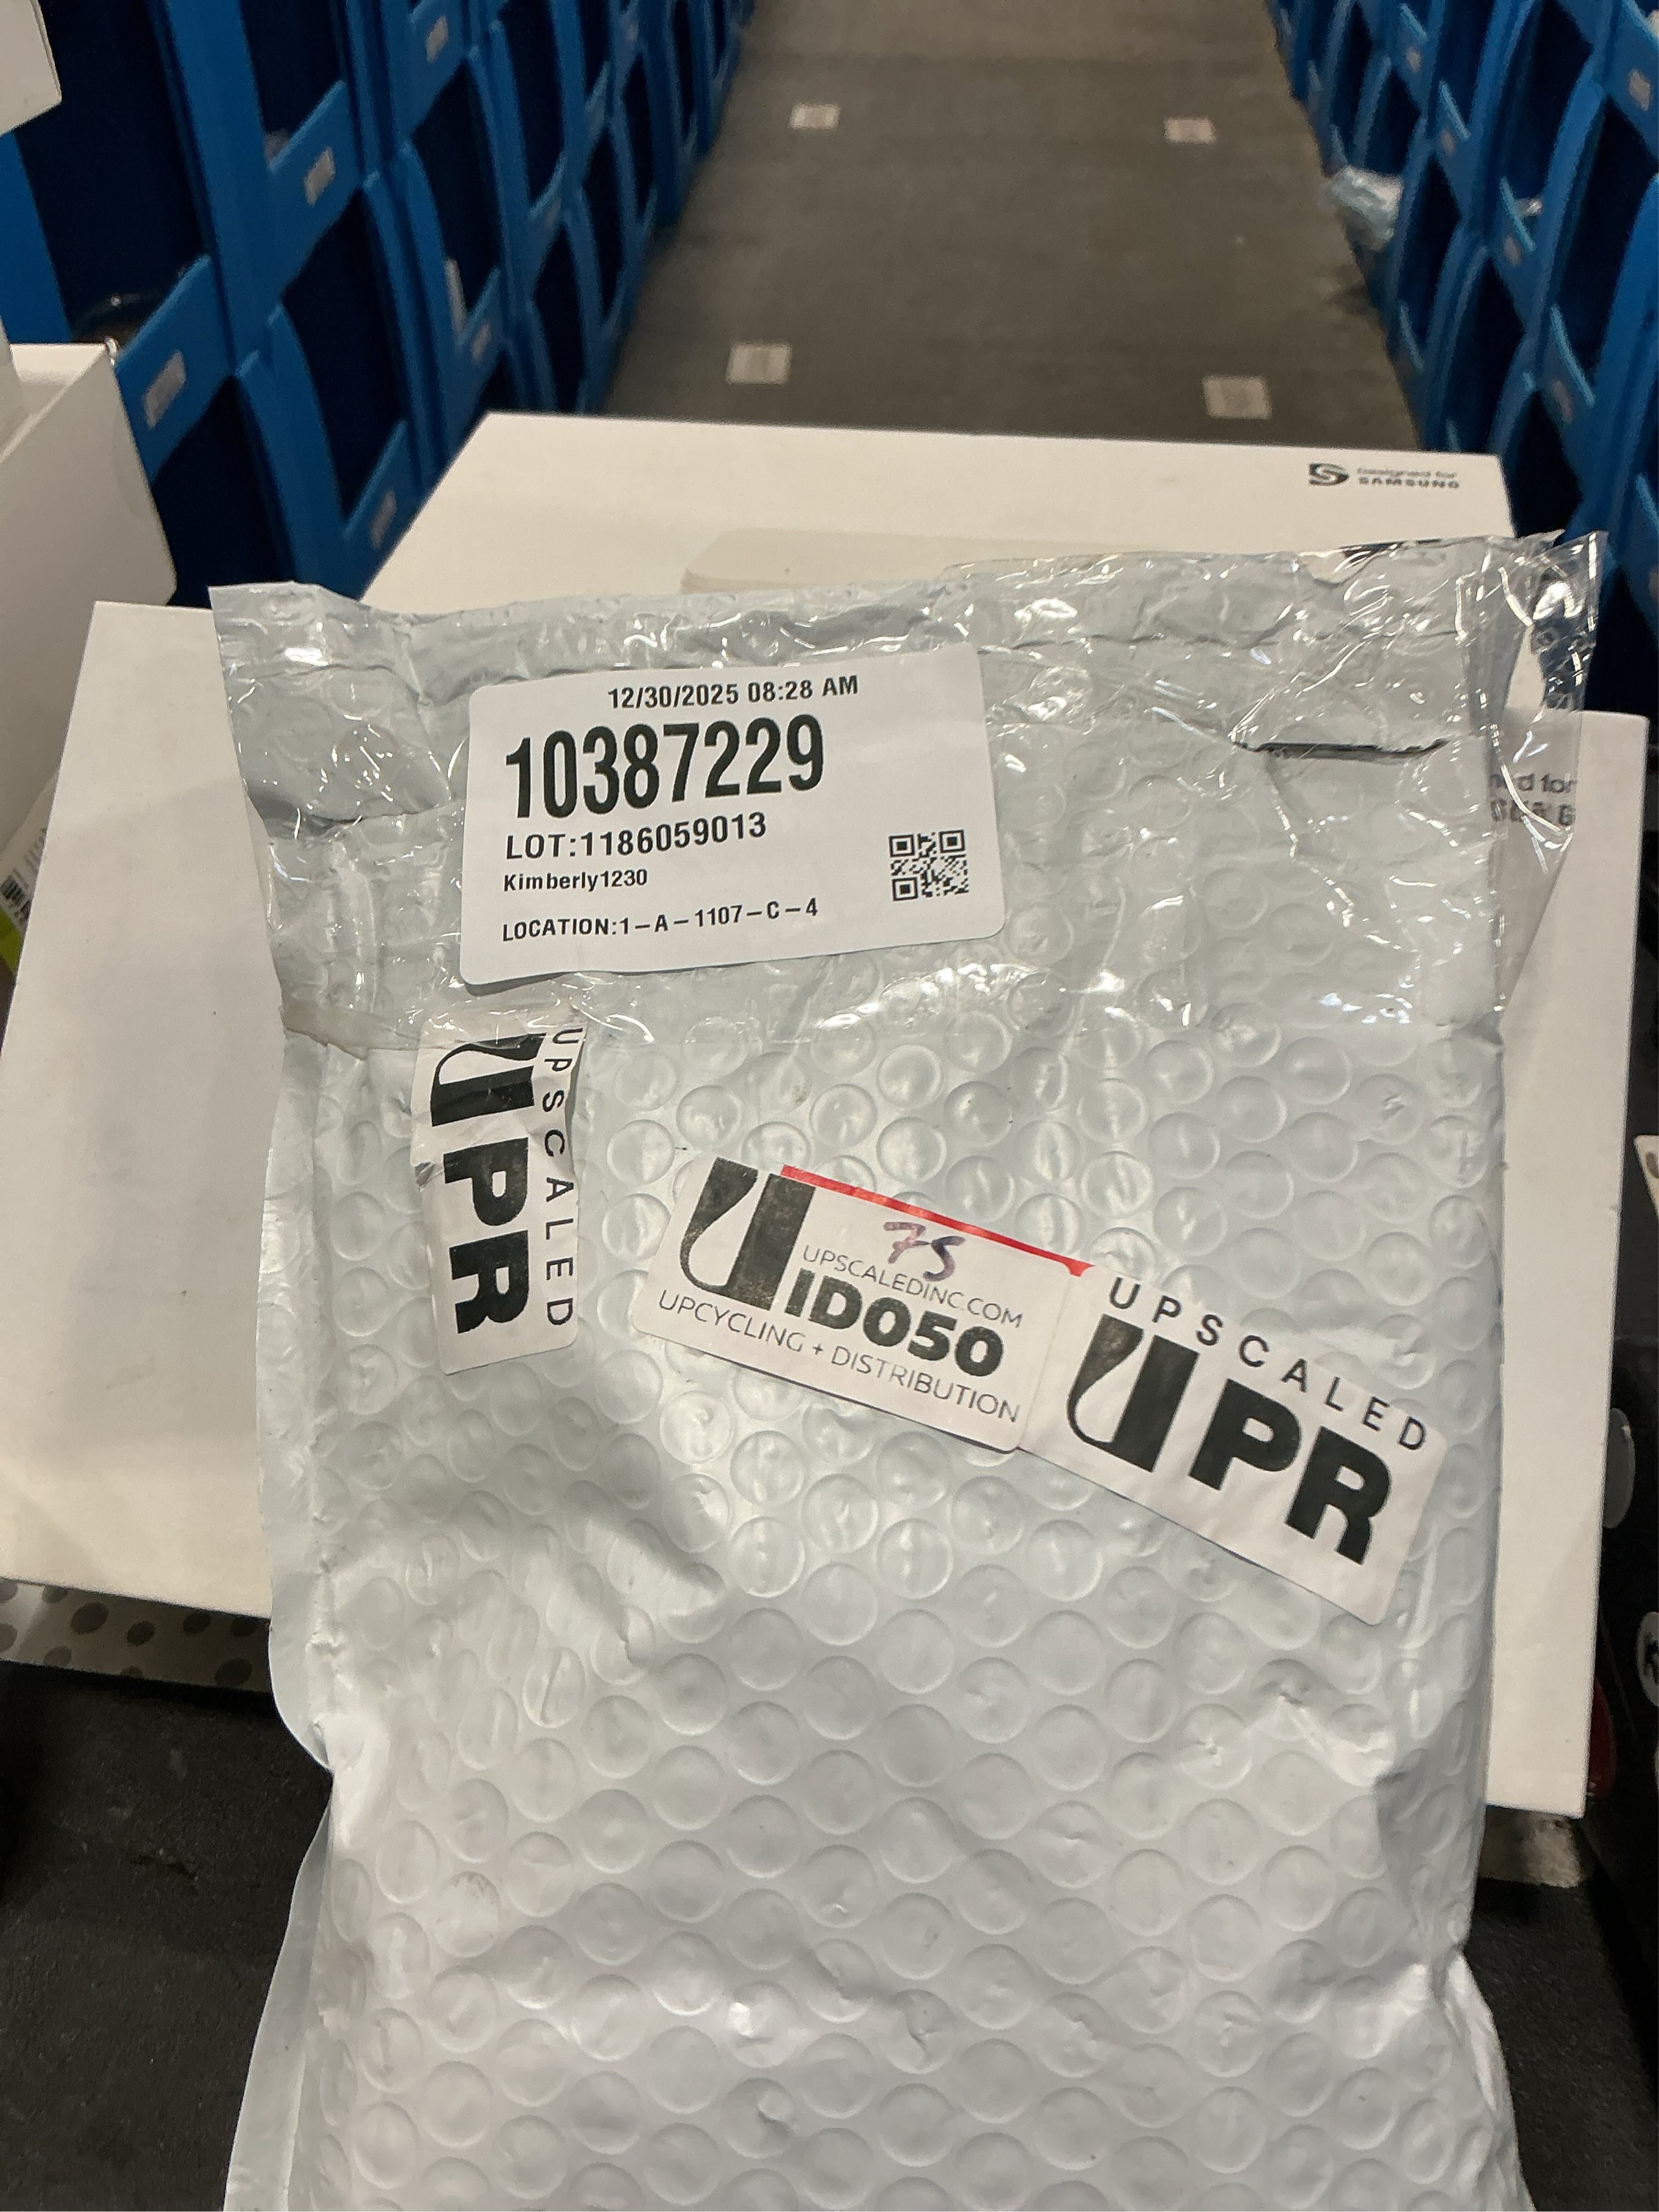 Designed for
SAMSUNG
12/30/2025 08:28 AM
10387229
LOT:1186059013
Kimberly1230
LOCATION:1-A-1107-C-4
UPSCALED
PR
75
UPSCALEDINC.COM
ID050
UPCYCLING + DISTRIBUTION
UPSCALED
PR